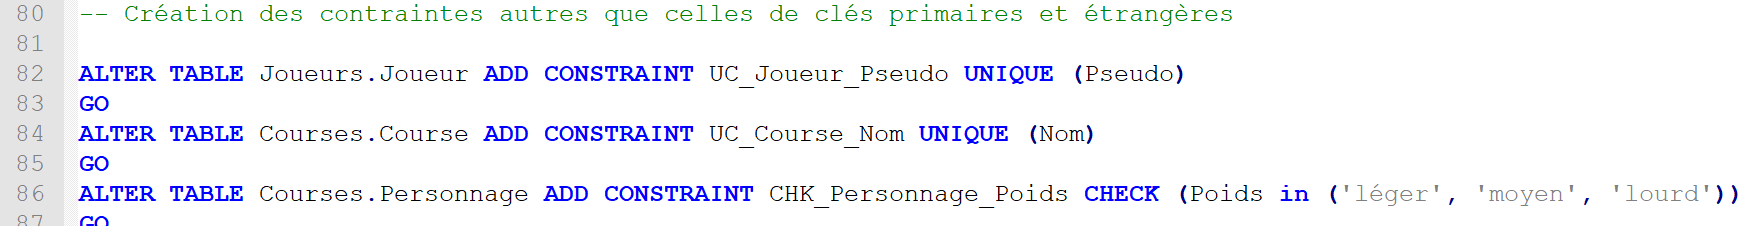 80 -- Création des contraintes autres que celles de clés primaires et étrangères
81
82 ALTER TABLE Joueurs.Joueur ADD CONSTRAINT UC_Joueur_Pseudo UNIQUE (Pseudo)
83 GO
84 ALTER TABLE Courses.Course ADD CONSTRAINT UC_Course_Nom UNIQUE (Nom)
85 GO
86 ALTER TABLE Courses.Personnage ADD CONSTRAINT CHK_Personnage_Poids CHECK (Poids in ('léger', 'moyen', 'lourd'))
87 GO